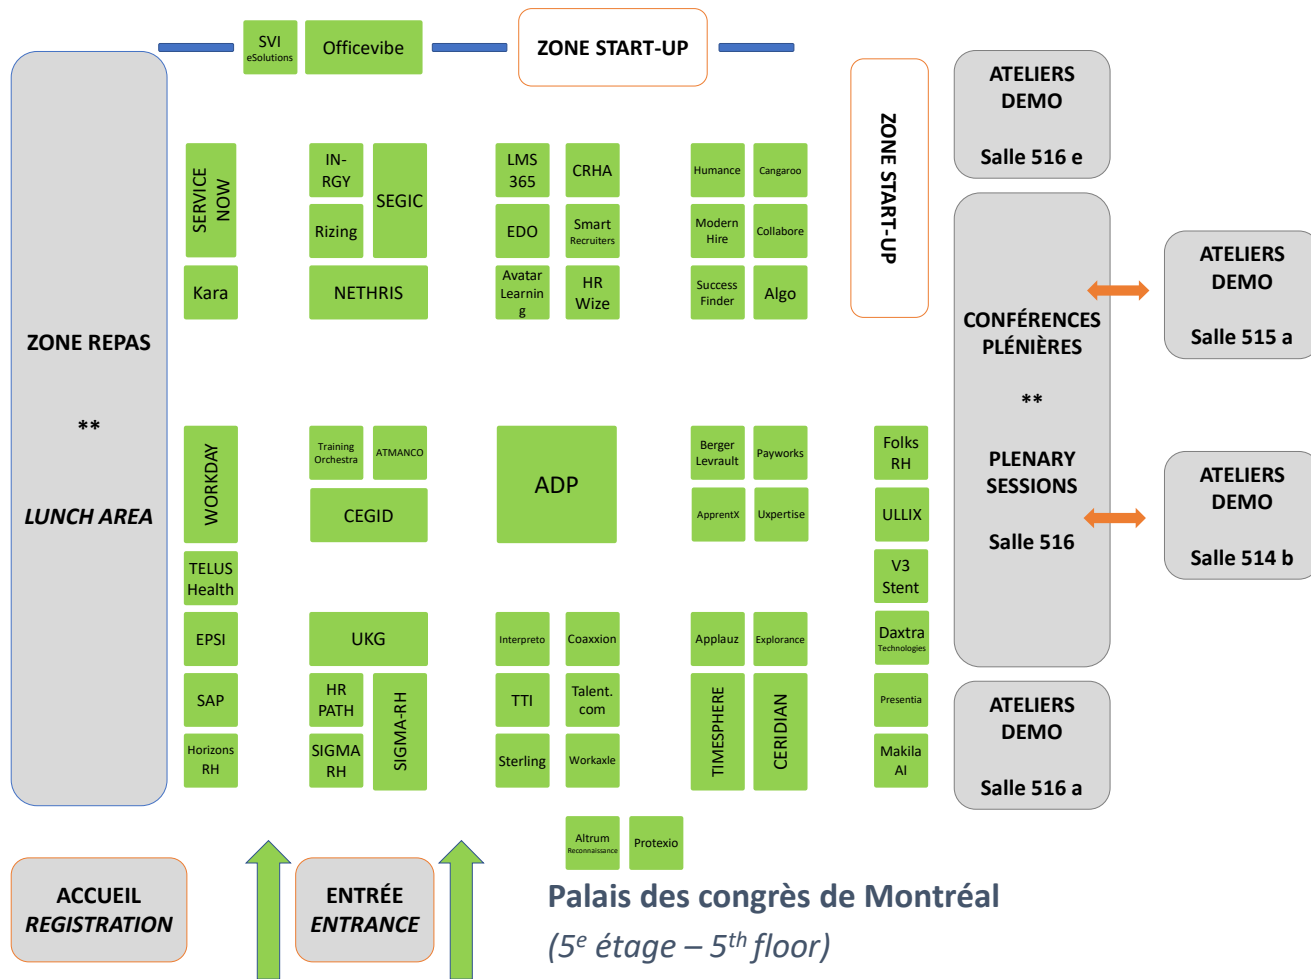 SVI
eSolutions
Officevibe
ZONE START-UP
ZONE REPAS
**
LUNCH AREA
SERVICE
NOW
Kara
IN-
RGY
SEGIC
Rizing
NETHRIS
LMS
365
CRHA
EDO
Smart
Recruiters
Avatar
Learnin
g
HR
Wize
Humance
Cangaroo
Modern
Hire
Collabore
Success
Finder
Algo
ZONE START-UP
ATELIERS
DEMO
Salle 516 e
CONFÉRENCES
PLÉNIÈRES
**
PLENARY
SESSIONS
Salle 516
ATELIERS
DEMO
Salle 515 a
ATELIERS
DEMO
Salle 514 b
WORKDAY
TELUS
Health
EPSI
SAP
Horizons
RH
Training
Orchestra
ATMANCO
CEGID
UKG
HR
PATH
SIGMA
RH
SIGMA-RH
ADP
Interpreto
Coaxxion
TTI
Talent.
com
Sterling
Workaxle
Berger
Levrault
Payworks
ApprentX
Uxpertise
Applauz
Explorance
TIMESPHERE
CERIDIAN
Folks
RH
ULLIX
V3
Stent
Daxtra
Technologies
Presentia
Makila
AI
ATELIERS
DEMO
Salle 516 a
Altrum
Reconnaissance
Protexio
ACCUEIL
REGISTRATION
ENTRÉE
ENTRANCE
Palais des congrès de Montréal
(5e étage – 5th floor)